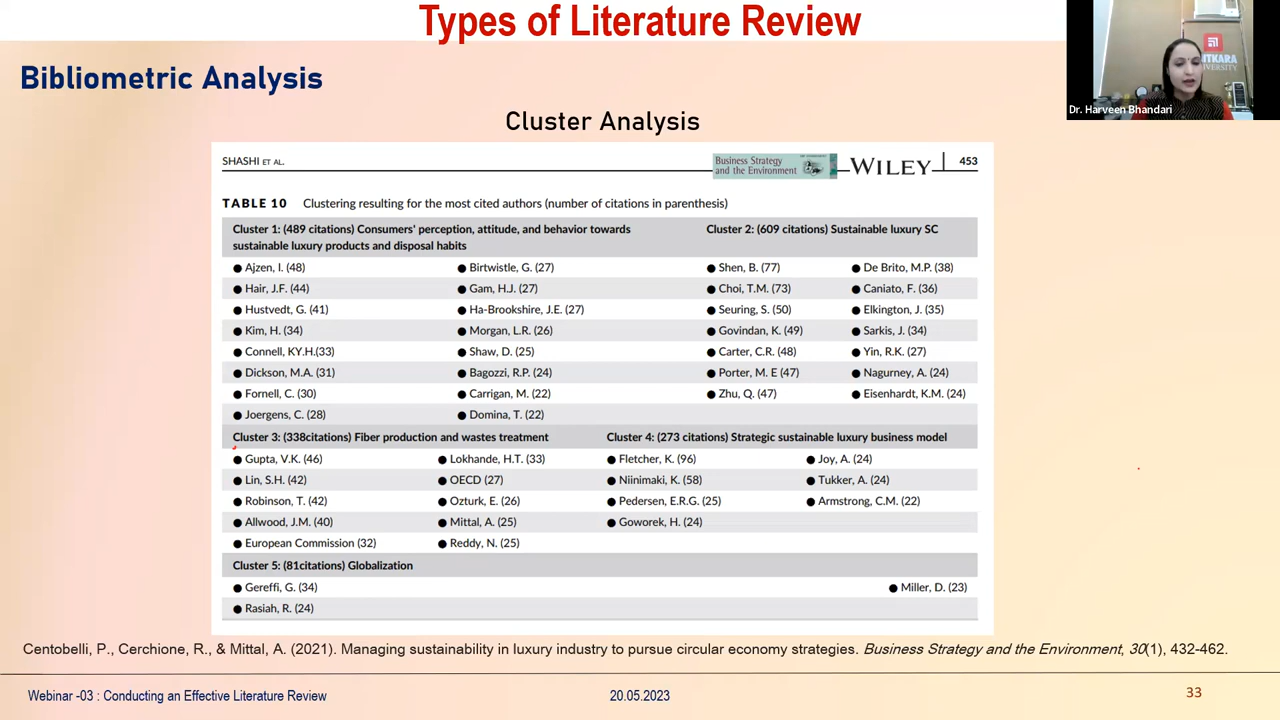 Types of Literature Review
Bibliometric Analysis
Dr. Harveen Bhandari
Cluster Analysis
SHASHI ET AL.
Business Strategy
and the Environment
WILEY
453
TABLE 10 Clustering resulting for the most cited authors (number of citations in parenthesis)
Cluster 1: (489 citations) Consumers' perception, attitude, and behavior towards
sustainable luxury products and disposal habits
Cluster 2: (609 citations) Sustainable luxury SC
● Ajzen, I. (48) ● Birtwistle, G. (27) ● Shen, B. (77) ● De Brito, M.P. (38)
● Hair, J.F. (44) ● Gam, H.J. (27) ● Choi, T.M. (73) ● Caniato, F. (36)
● Hustvedt, G. (41) ● Ha-Brookshire, J.E. (27) ● Seuring, S. (50) ● Elkington, J. (35)
● Kim, H. (34) ● Morgan, L.R. (26) ● Govindan, K. (49) ● Sarkis, J. (34)
● Connell, KY.H.(33) ● Shaw, D. (25) ● Carter, C.R. (48) ● Yin, R.K. (27)
● Dickson, M.A. (31) ● Bagozzi, R.P. (24) ● Porter, M. E (47) ● Nagurney, A. (24)
● Fornell, C. (30) ● Carrigan, M. (22) ● Zhu, Q. (47) ● Eisenhardt, K.M. (24)
● Joergens, C. (28) ● Domina, T. (22)
Cluster 3: (338citations) Fiber production and wastes treatment Cluster 4: (273 citations) Strategic sustainable luxury business model
● Gupta, V.K. (46) ● Lokhande, H.T. (33) ● Fletcher, K. (96) ● Joy, A. (24)
● Lin, S.H. (42) ● OECD (27) ● Niinimaki, K. (58) ● Tukker, A. (24)
● Robinson, T. (42) ● Ozturk, E. (26) ● Pedersen, E.R.G. (25) ● Armstrong, C.M. (22)
● Allwood, J.M. (40) ● Mittal, A. (25) ● Goworek, H. (24)
● European Commission (32) ● Reddy, N. (25)
Cluster 5: (81citations) Globalization
● Gereffi, G. (34) ● Miller, D. (23)
● Rasiah, R. (24)
Centobelli, P., Cerchione, R., & Mittal, A. (2021). Managing sustainability in luxury industry to pursue circular economy strategies. Business Strategy and the Environment, 30(1), 432-462.
Webinar -03 : Conducting an Effective Literature Review 20.05.2023 33